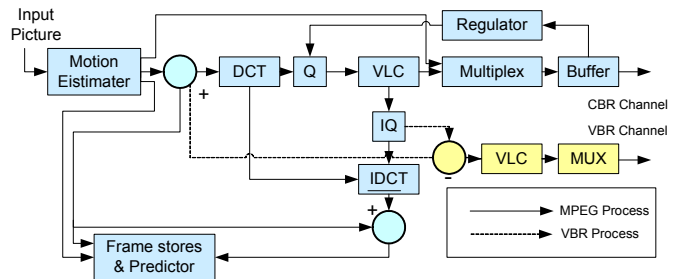 Input
Picture
Regulator
Motion
Eistimater
+
DCT
Q
VLC
Multiplex
Buffer
CBR Channel
VBR Channel
IQ
VLC
MUX
-
IDCT
+
MPEG Process
VBR Process
Frame stores
& Predictor